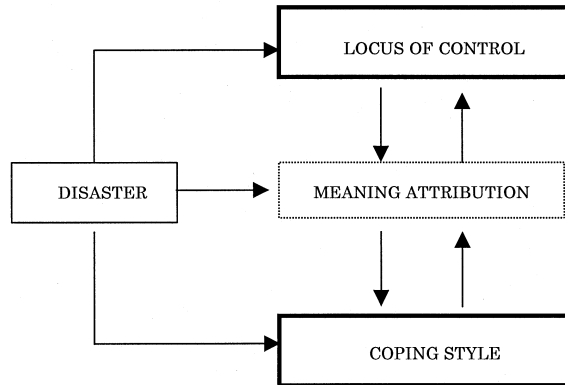 LOCUS OF CONTROL
DISASTER
MEANING ATTRIBUTION
COPING STYLE